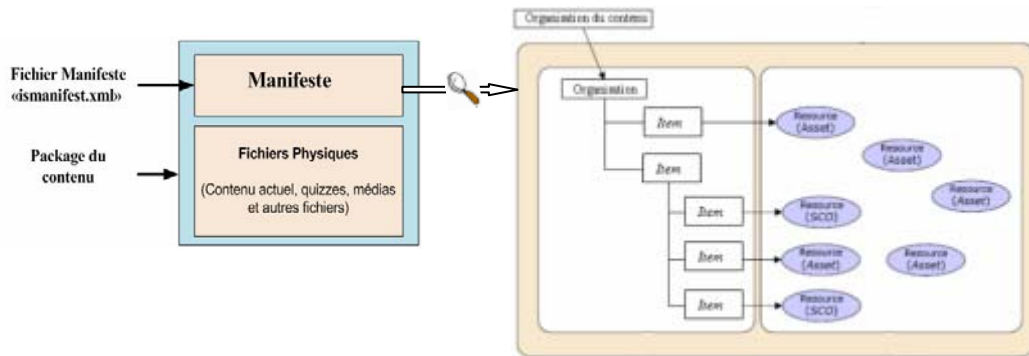 Fichier Manifeste
«ismanifest.xml»
Package du
contenu
Manifeste
Fichiers Physiques
(Contenu actuel, quizzes, médias
et autres fichiers)
Organisation du contenu
Organisation
Item
Item
Item
Item
Item
Resource
(Asset)
Resource
(Asset)
Resource
(Asset)
Resource
(SCO)
Resource
(Asset)
Resource
(Asset)
Resource
(SCO)